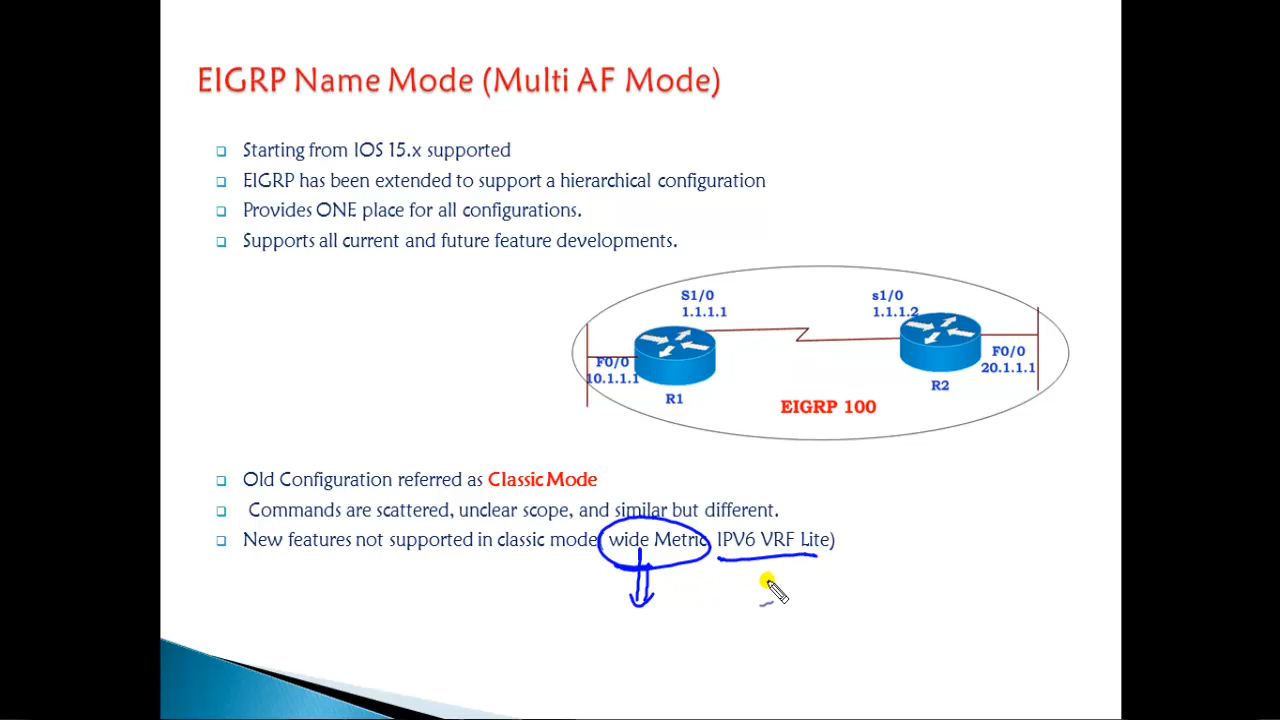 EIGRP Name Mode (Multi AF Mode)
Starting from IOS 15.x supported
EIGRP has been extended to support a hierarchical configuration
Provides ONE place for all configurations.
Supports all current and future feature developments.
S1/0
1.1.1.1
s1/0
1.1.1.2
F0/0
10.1.1.1
F0/0
20.1.1.1
R1
R2
EIGRP 100
Old Configuration referred as Classic Mode
Commands are scattered, unclear scope, and similar but different.
New features not supported in classic mode( wide Metric, IPV6 VRF Lite)